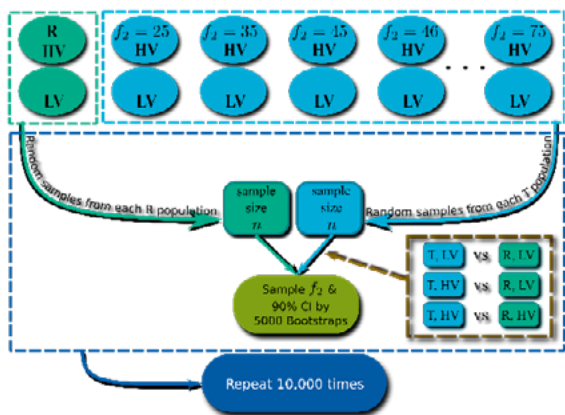 R
HV
LV
f₂ = 25
HV
LV
f₂ = 35
HV
LV
f₂ = 45
HV
LV
f₂ = 46
HV
LV
. . .
f₂ = 75
HV
LV
Random samples from each R population
sample
size
n
sample
size
n
Random samples from each T population
T, LV vs. R, LV
T, HV vs. R, LV
T, HV vs. R, HV
Sample f₂ &
90% CI by
5000 Bootstraps
Repeat 10,000 times